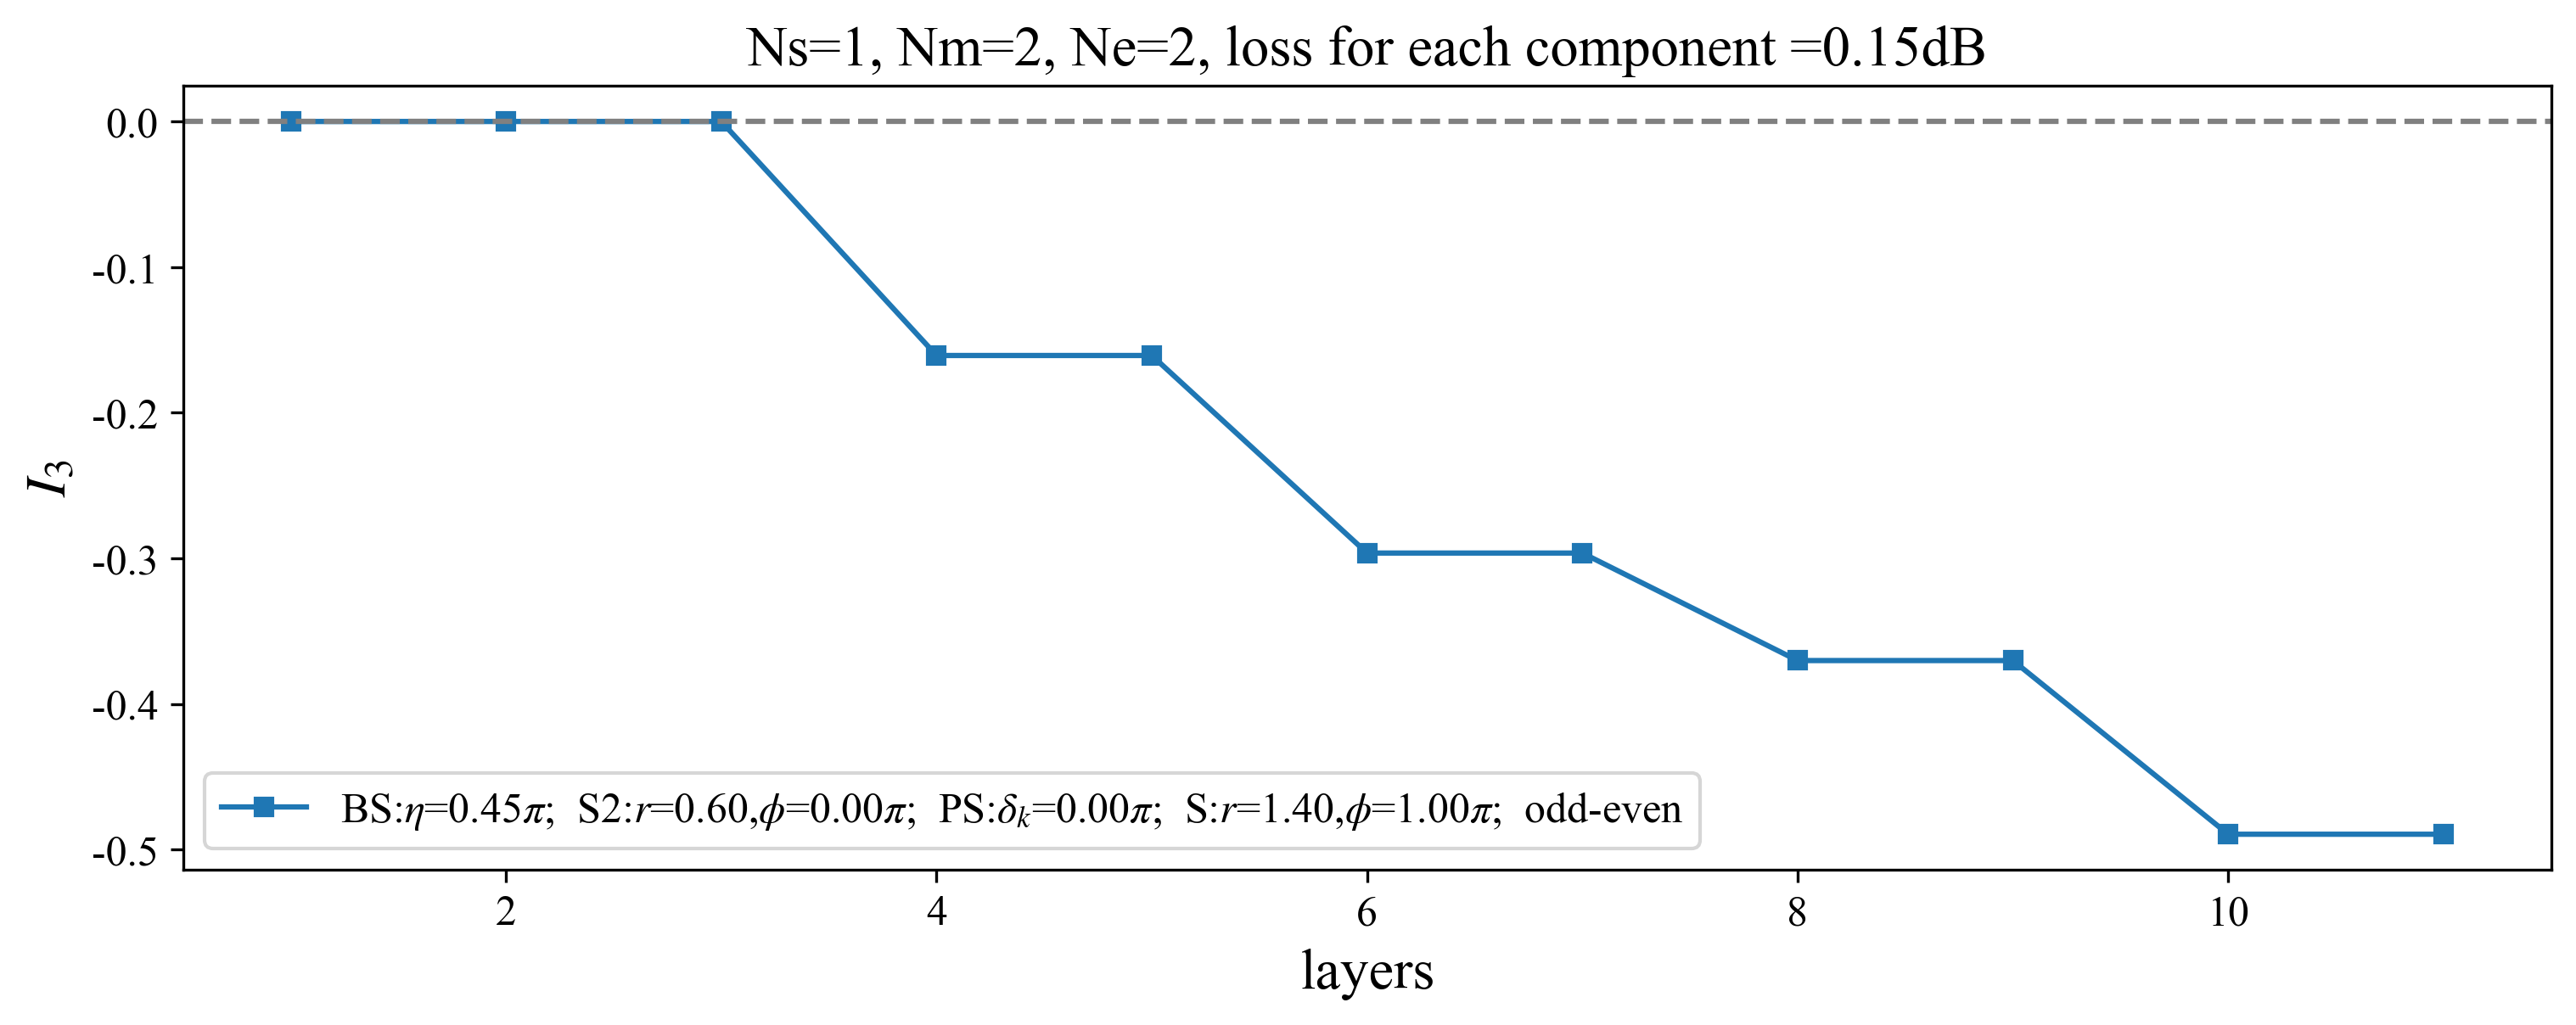 Ns=1, Nm=2, Ne=2, loss for each component =0.15dB
I₃
0.0
-0.1
-0.2
-0.3
-0.4
-0.5
BS:η=0.45π; S2:r=0.60,ϕ=0.00π; PS:δₖ=0.00π; S:r=1.40,ϕ=1.00π; odd-even
2 4 6 8 10
layers